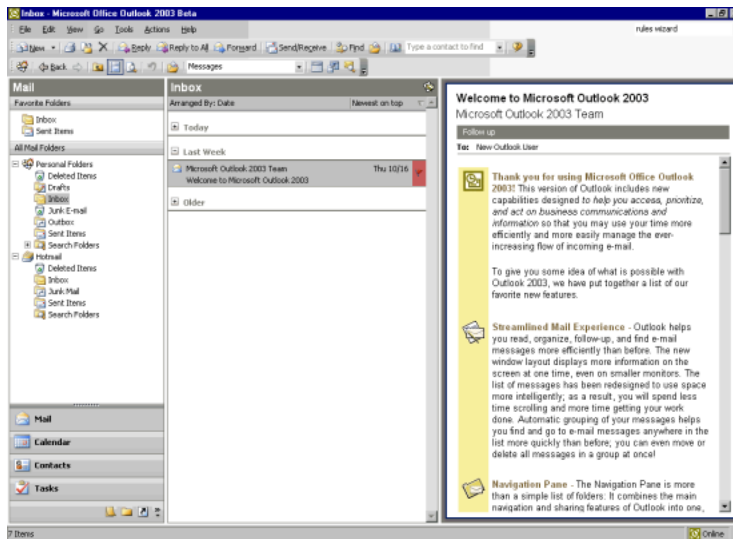 Inbox - Microsoft Office Outlook 2003 Beta
File Edit View Go Tools Actions Help
rules wizard
New Reply Reply to All Forward Send/Receive Find Type a contact to find
Back Messages
Mail
Favorite Folders
Inbox
Sent Items
All Mail Folders
Personal Folders
Deleted Items
Drafts
Inbox
Junk E-mail
Outbox
Sent Items
Search Folders
Hotmail
Deleted Items
Inbox
Junk Mail
Sent Items
Search Folders
Mail
Calendar
Contacts
Tasks
Inbox
Arranged By: Date Newest on top
Today
Last Week
Microsoft Outlook 2003 Team Thu 10/16
Welcome to Microsoft Outlook 2003
Older
Welcome to Microsoft Outlook 2003
Microsoft Outlook 2003 Team
Follow up
To: New Outlook User
Thank you for using Microsoft Office Outlook
2003! This version of Outlook includes new
capabilities designed to help you access, prioritize,
and act on business communications and
information so that you may use your time more
efficiently and more easily manage the ever-
increasing flow of incoming e-mail.
To give you some idea of what is possible with
Outlook 2003, we have put together a list of our
favorite new features.
Streamlined Mail Experience - Outlook helps
you read, organize, follow-up, and find e-mail
messages more efficiently than before. The new
window layout displays more information on the
screen at one time, even on smaller monitors. The
list of messages has been redesigned to use space
more intelligently; as a result, you will spend less
time scrolling and more time getting your work
done. Automatic grouping of your messages helps
you find and go to e-mail messages anywhere in the
list more quickly than before; you can even move or
delete all messages in a group at once!
Navigation Pane - The Navigation Pane is more
than a simple list of folders: It combines the main
navigation and sharing features of Outlook into one,
7 Items
Online